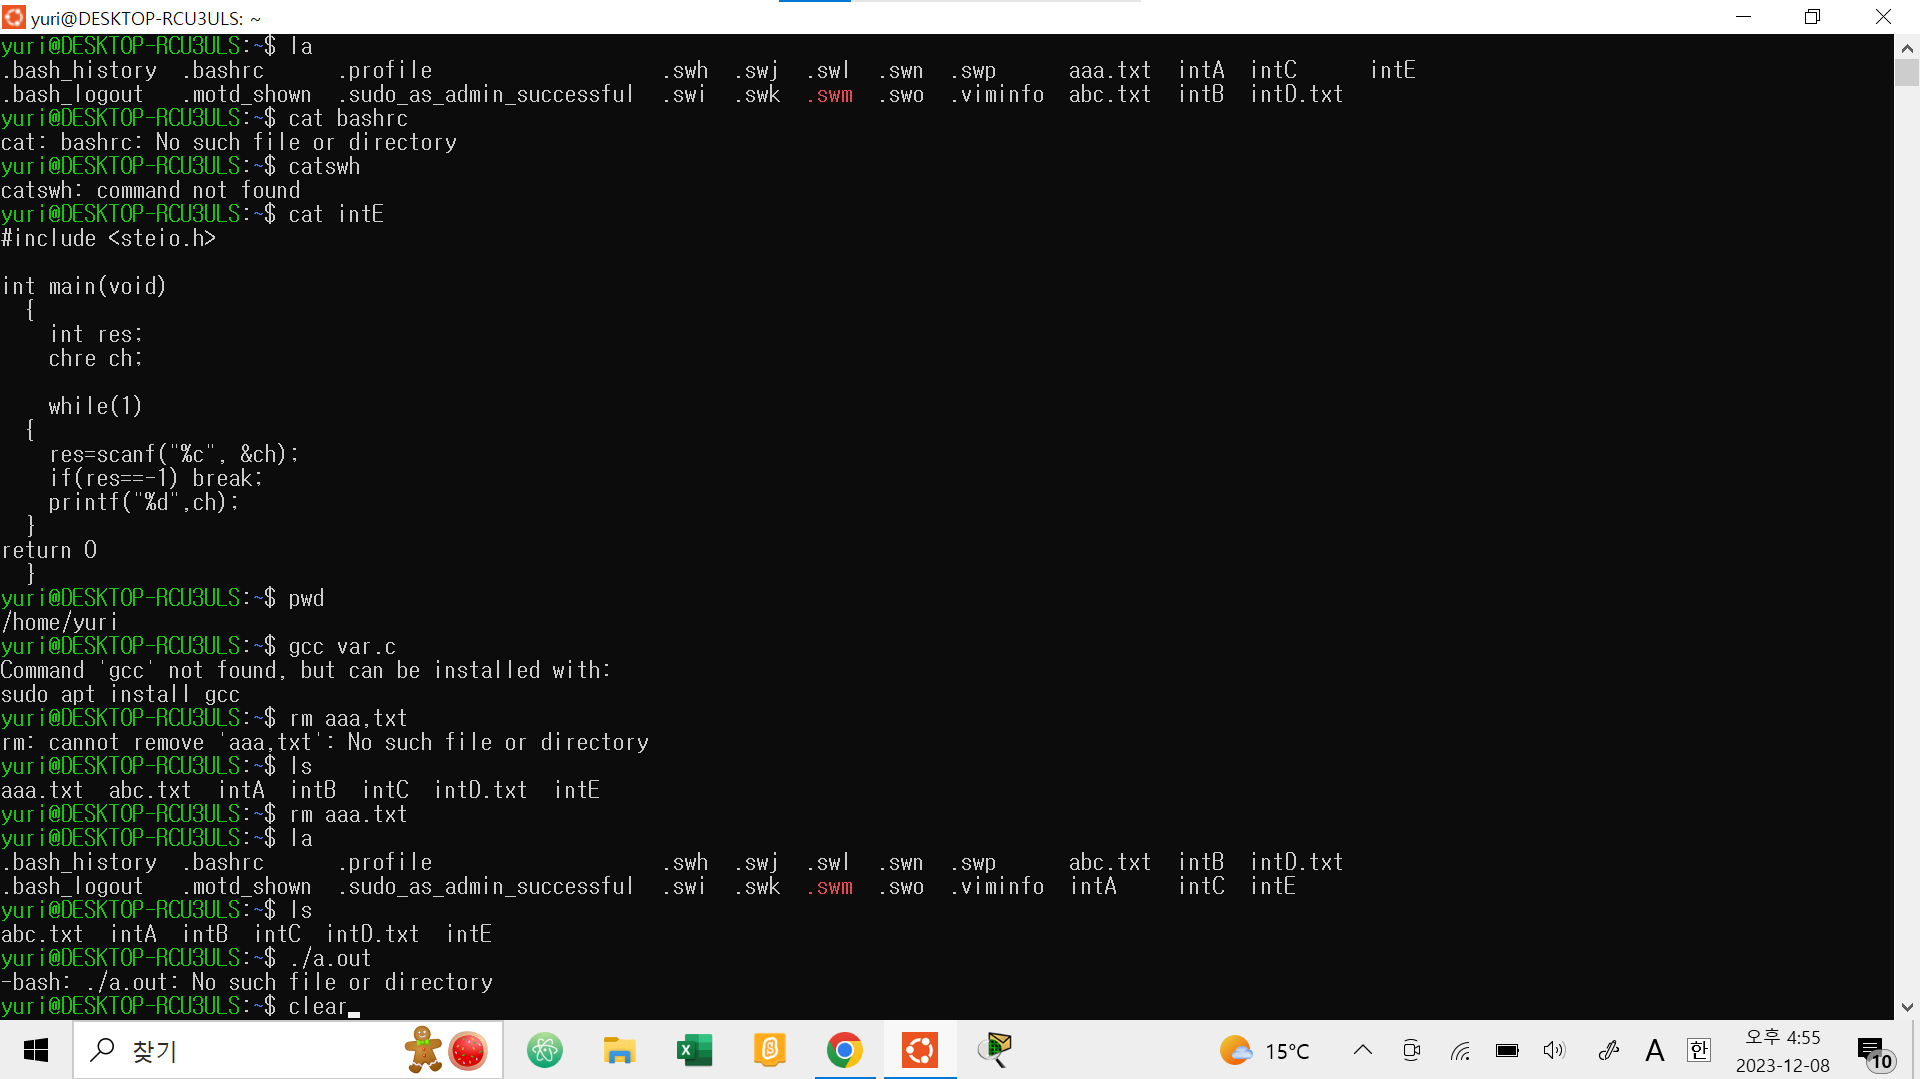 yuri@DESKTOP-RCU3ULS: ~
yuri@DESKTOP-RCU3ULS:~$ la
.bash_history .bashrc .profile .swh .swj .swl .swn .swp aaa.txt intA intC intE
.bash_logout .motd_shown .sudo_as_admin_successful .swi .swk .swm .swo .viminfo abc.txt intB intD.txt
yuri@DESKTOP-RCU3ULS:~$ cat bashrc
cat: bashrc: No such file or directory
yuri@DESKTOP-RCU3ULS:~$ catswh
catswh: command not found
yuri@DESKTOP-RCU3ULS:~$ cat intE
#include <steio.h>
int main(void)
{
int res;
chre ch;
while(1)
{
res=scanf("%c", &ch);
if(res==-1) break;
printf("%d",ch);
}
return 0
}
yuri@DESKTOP-RCU3ULS:~$ pwd
/home/yuri
yuri@DESKTOP-RCU3ULS:~$ gcc var.c
Command 'gcc' not found, but can be installed with:
sudo apt install gcc
yuri@DESKTOP-RCU3ULS:~$ rm aaa,txt
rm: cannot remove 'aaa,txt': No such file or directory
yuri@DESKTOP-RCU3ULS:~$ ls
aaa.txt abc.txt intA intB intC intD.txt intE
yuri@DESKTOP-RCU3ULS:~$ rm aaa.txt
yuri@DESKTOP-RCU3ULS:~$ la
.bash_history .bashrc .profile .swh .swj .swl .swn .swp abc.txt intB intD.txt
.bash_logout .motd_shown .sudo_as_admin_successful .swi .swk .swm .swo .viminfo intA intC intE
yuri@DESKTOP-RCU3ULS:~$ ls
abc.txt intA intB intC intD.txt intE
yuri@DESKTOP-RCU3ULS:~$ ./a.out
-bash: ./a.out: No such file or directory
yuri@DESKTOP-RCU3ULS:~$ clear
찾기 15℃ A 한 오후 4:55 10
2023-12-08